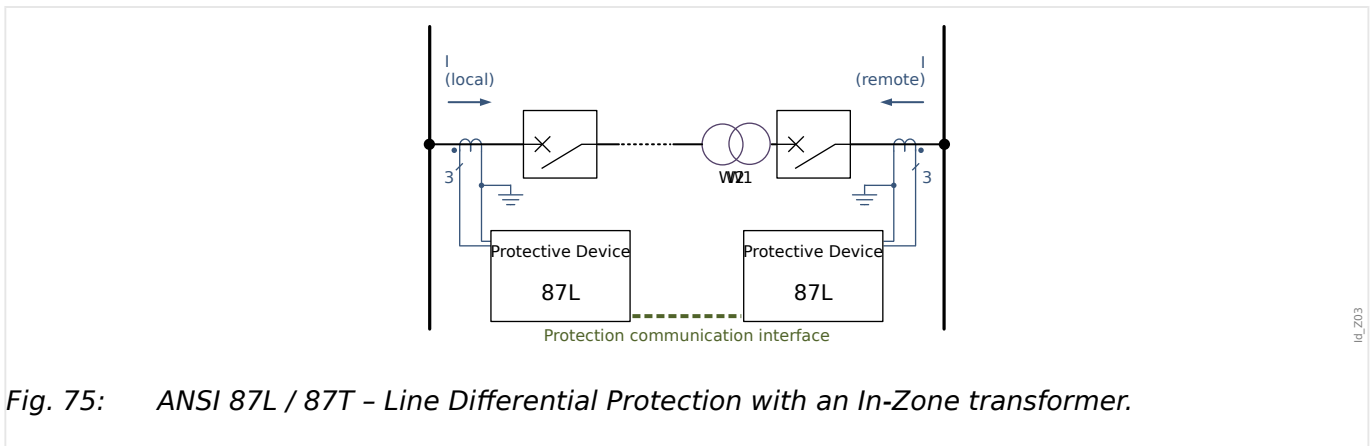 I
(local)
I
(remote)
3
W2
W1
3
Protective Device
87L
Protective Device
87L
Protection communication interface
ld_Z03
Fig. 75: ANSI 87L / 87T – Line Differential Protection with an In-Zone transformer.